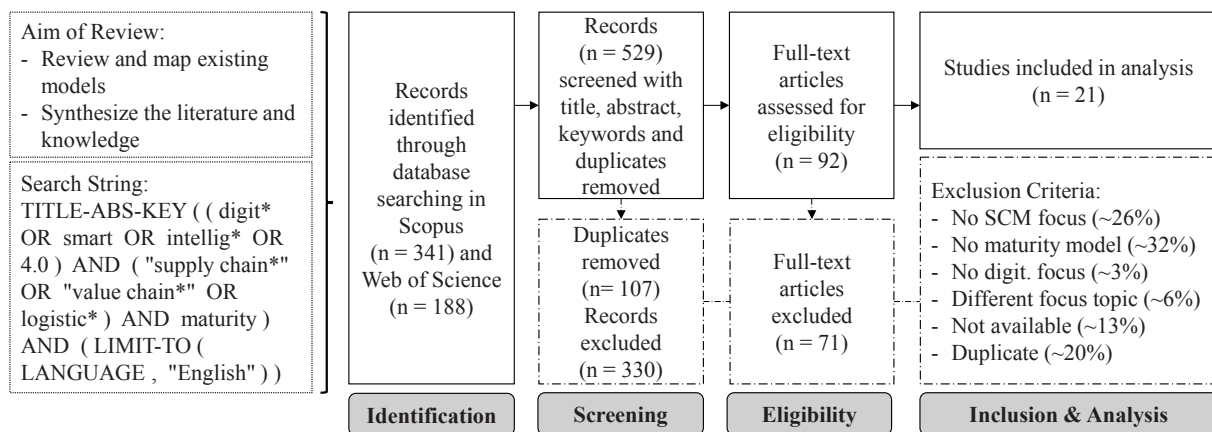 Aim of Review:
- Review and map existing
models
- Synthesize the literature and
knowledge
Search String:
TITLE-ABS-KEY ( ( digit*
OR smart OR intellig* OR
4.0 ) AND ( "supply chain*"
OR "value chain*" OR
logistic* ) AND maturity )
AND ( LIMIT-TO (
LANGUAGE , "English" ) )
Records
identified
through
database
searching in
Scopus
(n = 341) and
Web of Science
(n = 188)
Identification
Records
(n = 529)
screened with
title, abstract,
keywords and
duplicates
removed
Duplicates
removed
(n= 107)
Records
excluded
(n = 330)
Screening
Full-text
articles
assessed for
eligibility
(n = 92)
Full-text
articles
excluded
(n = 71)
Eligibility
Studies included in analysis
(n = 21)
Exclusion Criteria:
- No SCM focus (~26%)
- No maturity model (~32%)
- No digit. focus (~3%)
- Different focus topic (~6%)
- Not available (~13%)
- Duplicate (~20%)
Inclusion & Analysis